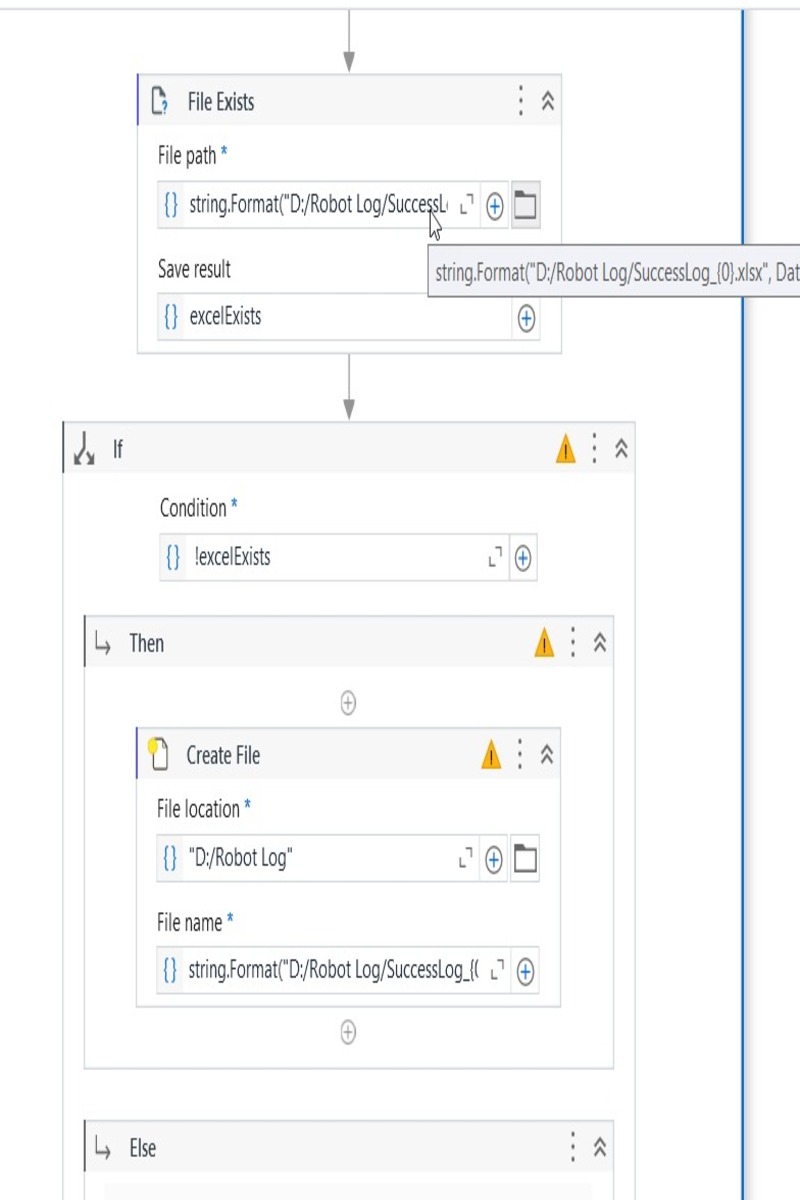 File Exists
File path *
string.Format("D:/Robot Log/SuccessL
string.Format("D:/Robot Log/SuccessLog_{0}.xlsx", Dat
Save result
excelExists
If
Condition *
!excelExists
Then
Create File
File location *
"D:/Robot Log"
File name *
string.Format("D:/Robot Log/SuccessLog_{(
Else